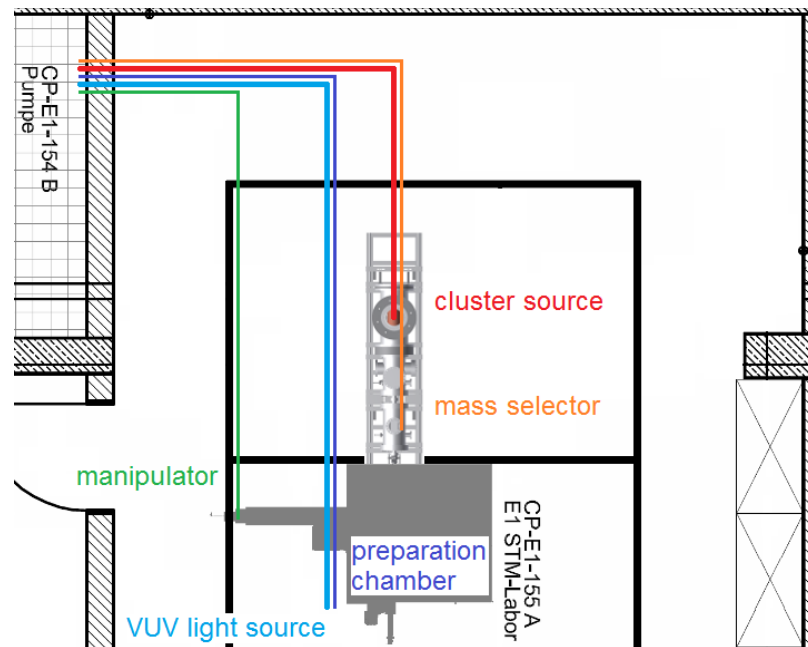 CP-E1-154 B
Pumpe
cluster source
mass selector
manipulator
preparation
chamber
CP-E1-155 A
E1 STM-Labor
VUV light source